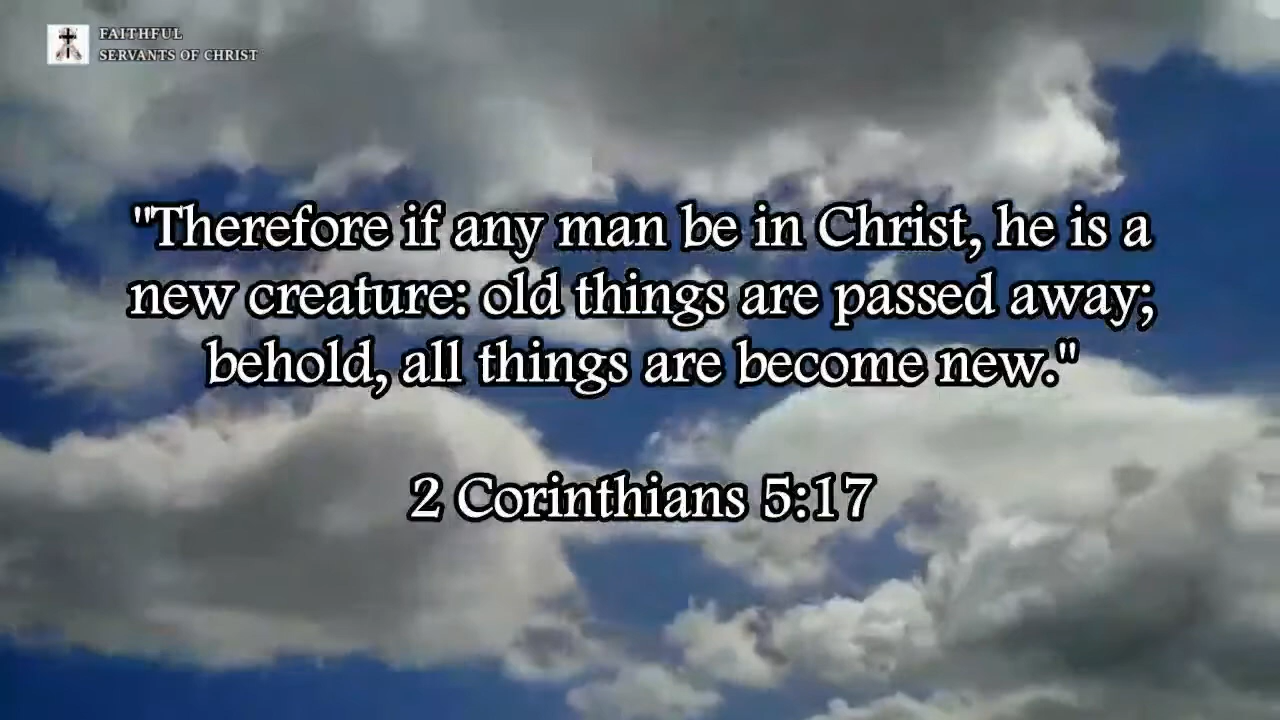 FAITHFUL
SERVANTS OF CHRIST
"Therefore if any man be in Christ, he is a
new creature: old things are passed away;
behold, all things are become new."
2 Corinthians 5:17